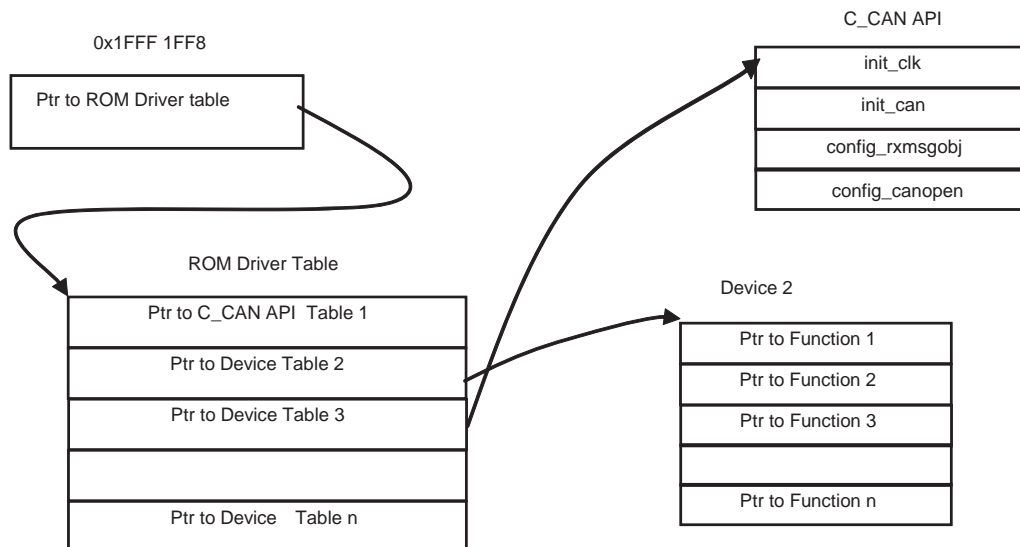 0x1FFF 1FF8
Ptr to ROM Driver table
C_CAN API
init_clk
init_can
config_rxmsgobj
config_canopen
ROM Driver Table
Ptr to C_CAN API Table 1
Ptr to Device Table 2
Ptr to Device Table 3
Ptr to Device Table n
Device 2
Ptr to Function 1
Ptr to Function 2
Ptr to Function 3
Ptr to Function n